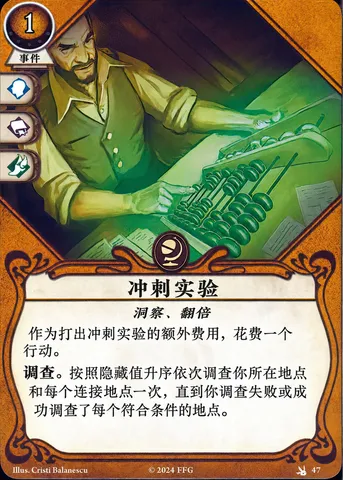 1
事件
冲刺实验
洞察、翻倍
作为打出冲刺实验的额外费用，花费一个
行动。
调查。按照隐藏值升序依次调查你所在地点
和每个连接地点一次，直到你调查失败或成
功调查了每个符合条件的地点。
Illus. Cristi Balanescu © 2024 FFG 47